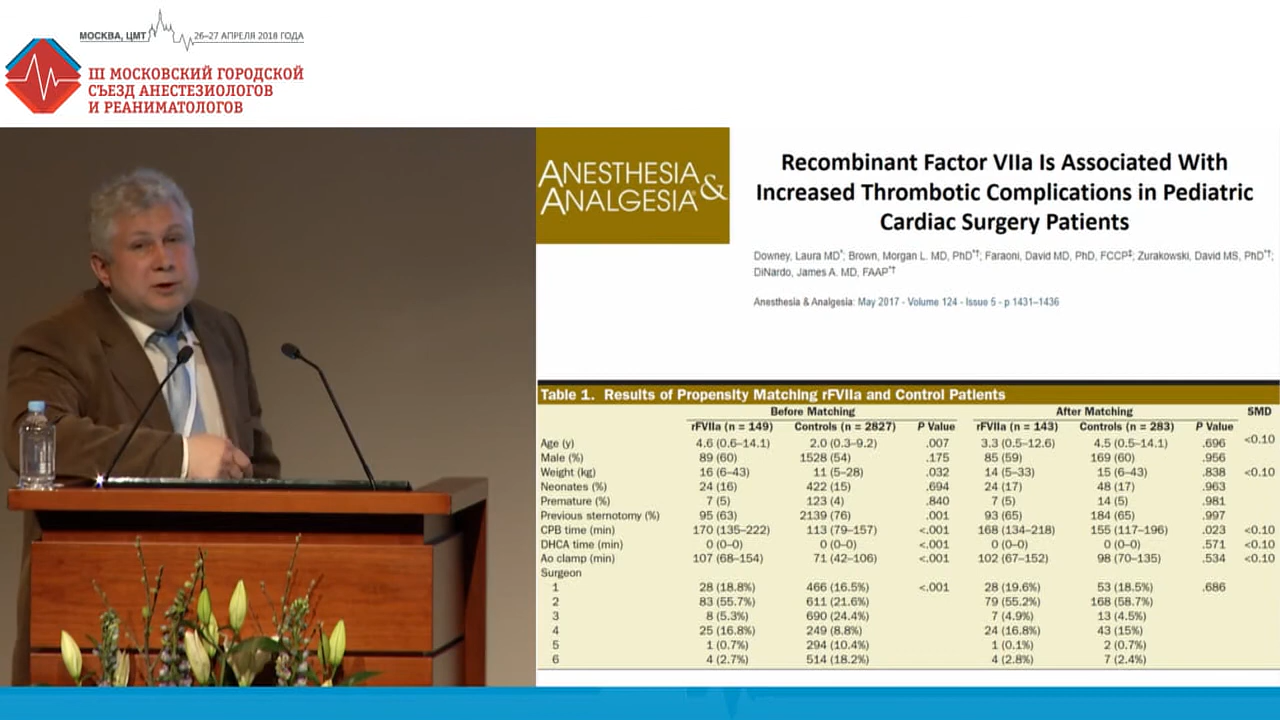 МОСКВА, ЦМТ 26–27 АПРЕЛЯ 2018 ГОДА
III МОСКОВСКИЙ ГОРОДСКОЙ
СЪЕЗД АНЕСТЕЗИОЛОГОВ
И РЕАНИМАТОЛОГОВ
ANESTHESIA
& ANALGESIA
Recombinant Factor VIIa Is Associated With
Increased Thrombotic Complications in Pediatric
Cardiac Surgery Patients
Downey, Laura MD*; Brown, Morgan L. MD, PhD*†; Faraoni, David MD, PhD, FCCP‡; Zurakowski, David MS, PhD*†;
DiNardo, James A. MD, FAAP*†
Anesthesia & Analgesia: May 2017 - Volume 124 - Issue 5 - p 1431–1436
Table 1. Results of Propensity Matching rFVIIa and Control Patients
Before Matching After Matching SMD
rFVIIa (n = 149) Controls (n = 2827) P Value rFVIIa (n = 143) Controls (n = 283) P Value
Age (y) 4.6 (0.6–14.1) 2.0 (0.3–9.2) .007 3.3 (0.5–12.6) 4.5 (0.5–14.1) .696 <0.10
Male (%) 89 (60) 1528 (54) .175 85 (59) 169 (60) .956
Weight (kg) 16 (6–43) 11 (5–28) .032 14 (5–33) 15 (6–43) .838 <0.10
Neonates (%) 24 (16) 422 (15) .694 24 (17) 48 (17) .963
Premature (%) 7 (5) 123 (4) .840 7 (5) 14 (5) .981
Previous sternotomy (%) 95 (63) 2139 (76) .001 93 (65) 184 (65) .997
CPB time (min) 170 (135–222) 113 (79–157) <.001 168 (134–218) 155 (117–196) .023 <0.10
DHCA time (min) 0 (0–0) 0 (0–0) <.001 0 (0–0) 0 (0–0) .571 <0.10
Ao clamp (min) 107 (68–154) 71 (42–106) <.001 102 (67–152) 98 (70–135) .534 <0.10
Surgeon
1 28 (18.8%) 466 (16.5%) <.001 28 (19.6%) 53 (18.5%) .686
2 83 (55.7%) 611 (21.6%) 79 (55.2%) 168 (58.7%)
3 8 (5.3%) 690 (24.4%) 7 (4.9%) 13 (4.5%)
4 25 (16.8%) 249 (8.8%) 24 (16.8%) 43 (15%)
5 1 (0.7%) 294 (10.4%) 1 (0.1%) 2 (0.7%)
6 4 (2.7%) 514 (18.2%) 4 (2.8%) 7 (2.4%)